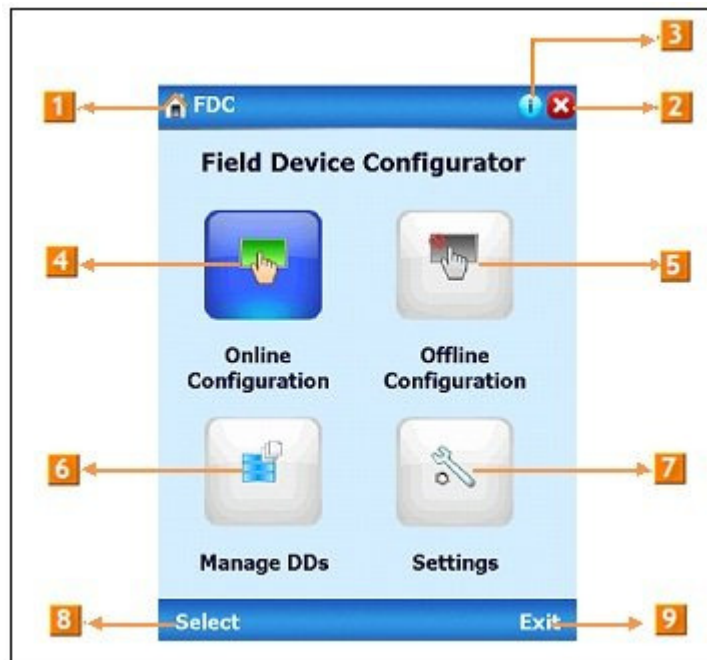 3
1
FDC
i
2
Field Device Configurator
4
5
Online
Configuration
Offline
Configuration
6
7
Manage DDs
Settings
8
Select
Exit
9